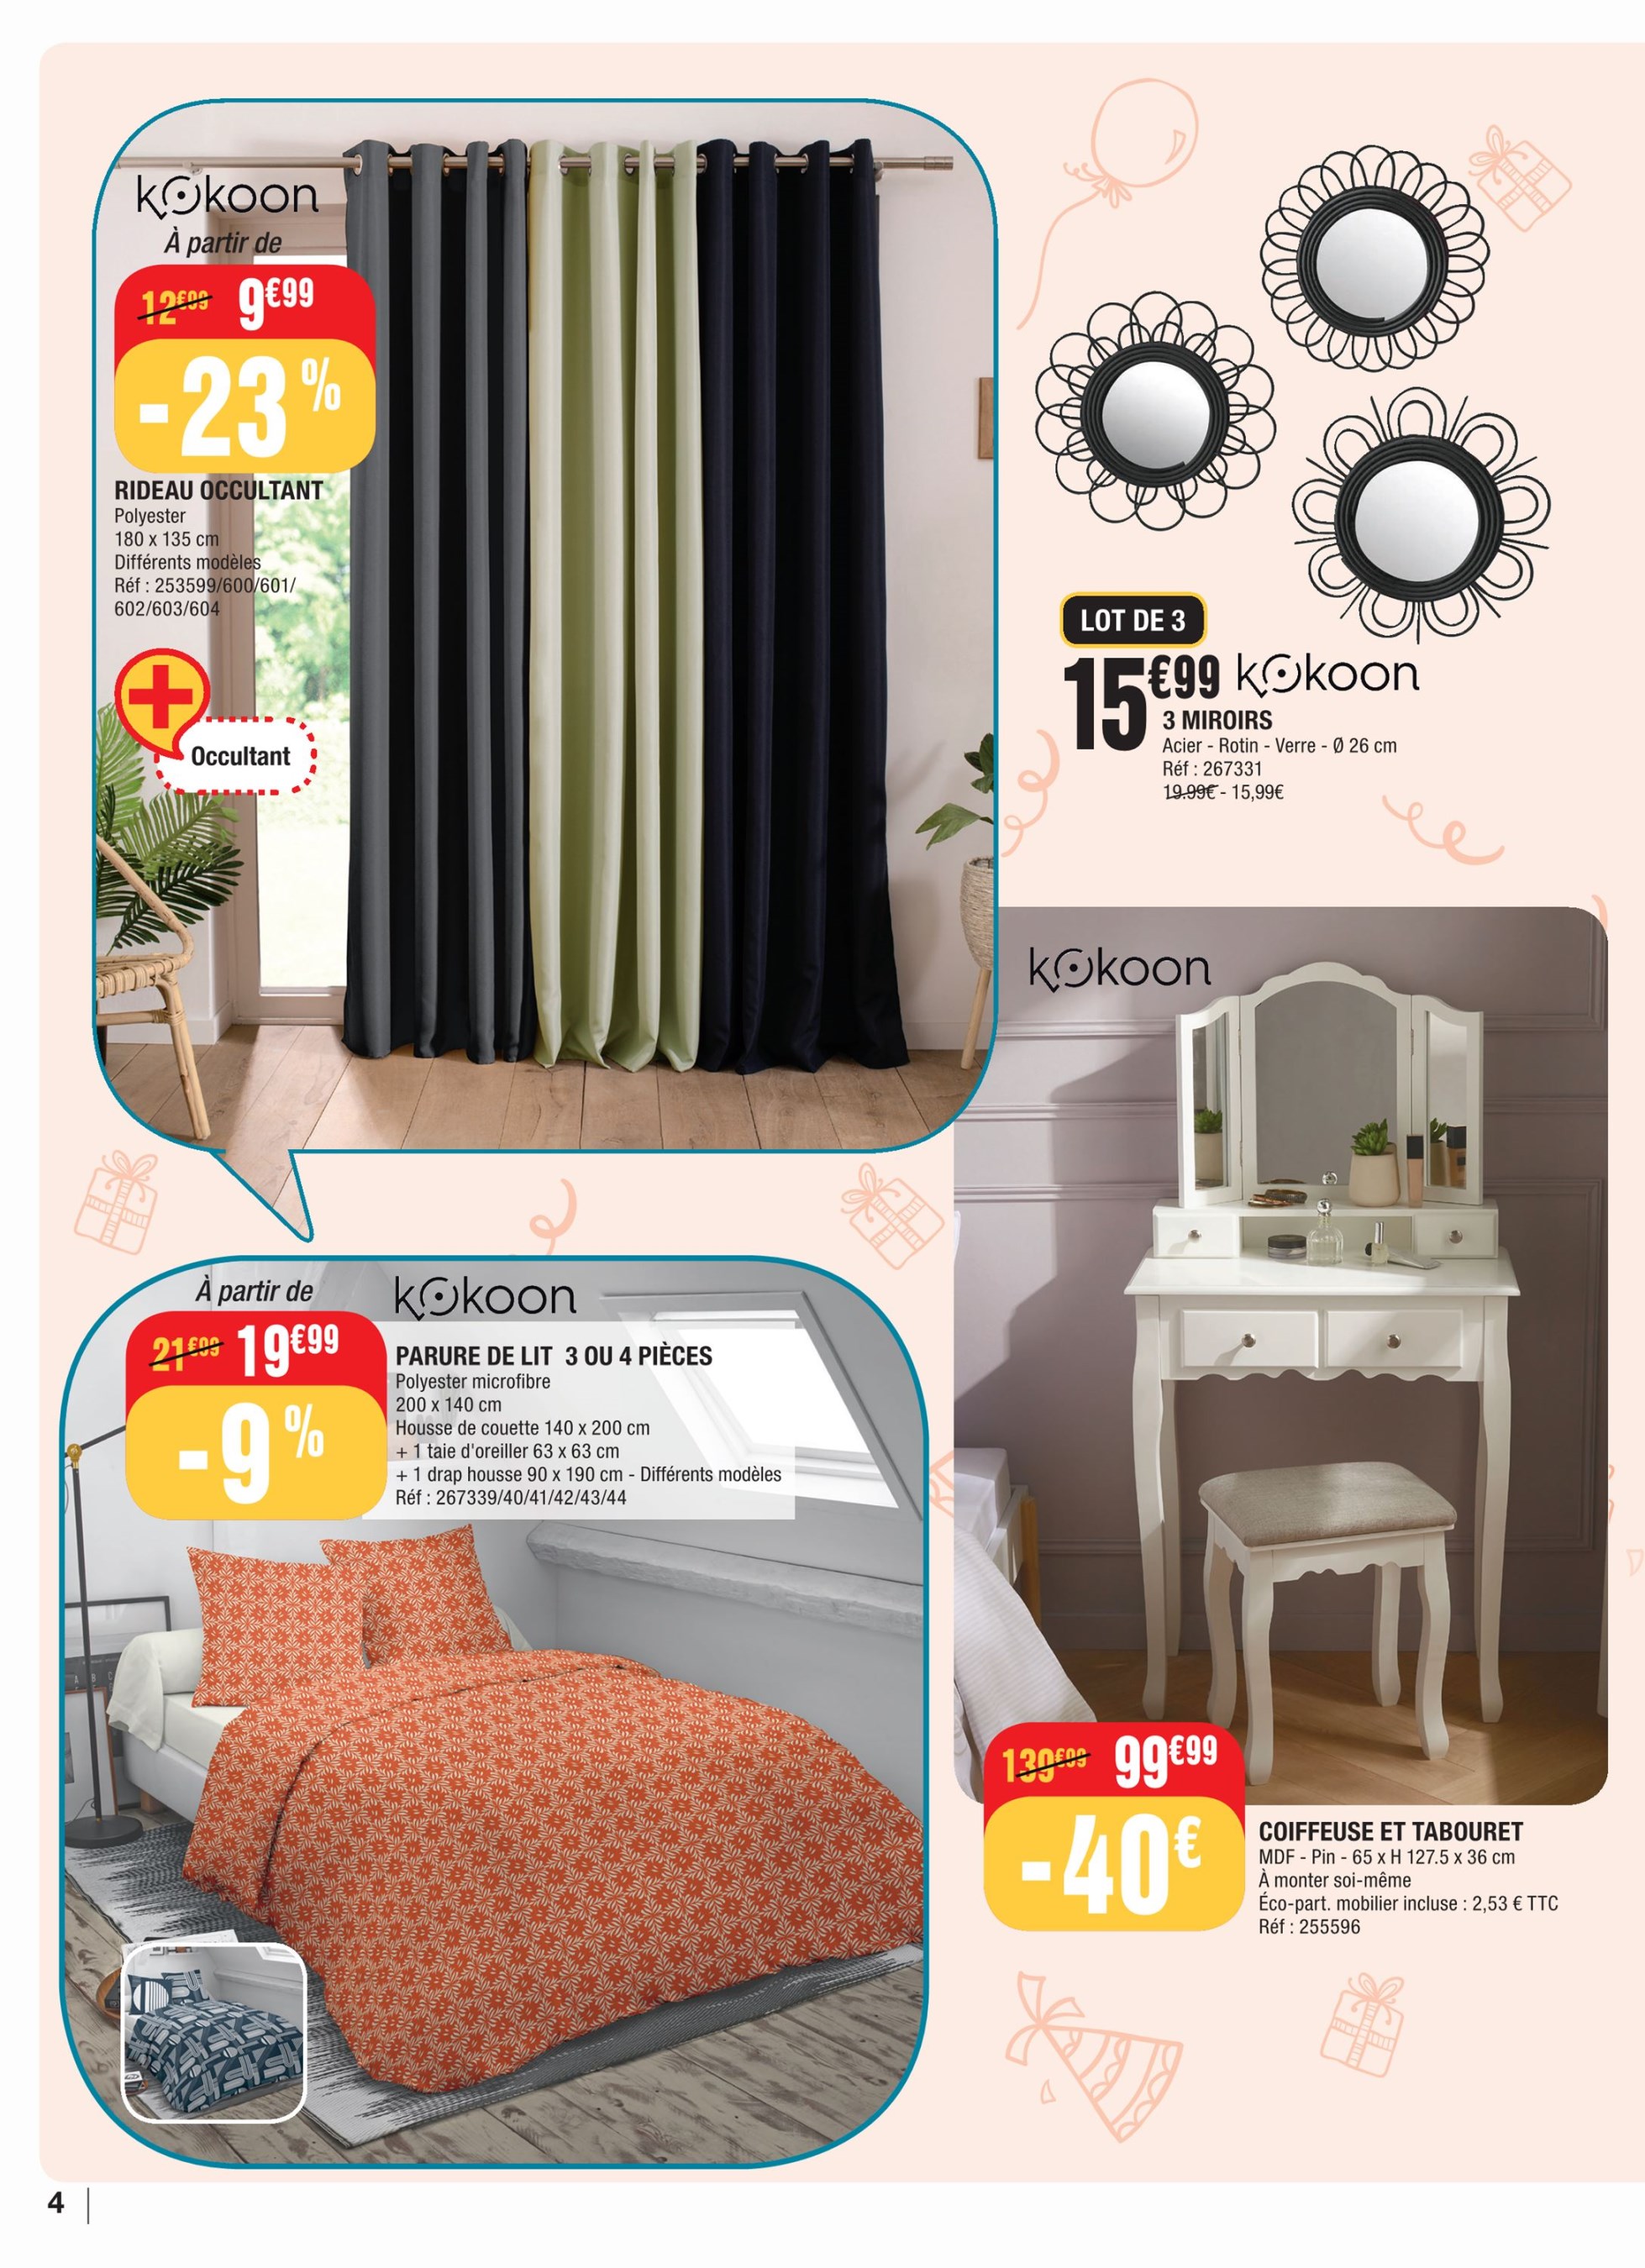 kokoon
À partir de
12€99 9€99
-23%
RIDEAU OCCULTANT
Polyester
180 x 135 cm
Différents modèles
Réf : 253599/600/601/
602/603/604
Occultant
LOT DE 3
15€99 kokoon
3 MIROIRS
Acier - Rotin - Verre - Ø 26 cm
Réf : 267331
19.99€ - 15,99€
kokoon
À partir de
21€99 19€99
-9%
kokoon
PARURE DE LIT 3 OU 4 PIÈCES
Polyester microfibre
200 x 140 cm
Housse de couette 140 x 200 cm
+ 1 taie d'oreiller 63 x 63 cm
+ 1 drap housse 90 x 190 cm - Différents modèles
Réf : 267339/40/41/42/43/44
139€99 99€99
-40€
COIFFEUSE ET TABOURET
MDF - Pin - 65 x H 127.5 x 36 cm
À monter soi-même
Éco-part. mobilier incluse : 2,53 € TTC
Réf : 255596
4